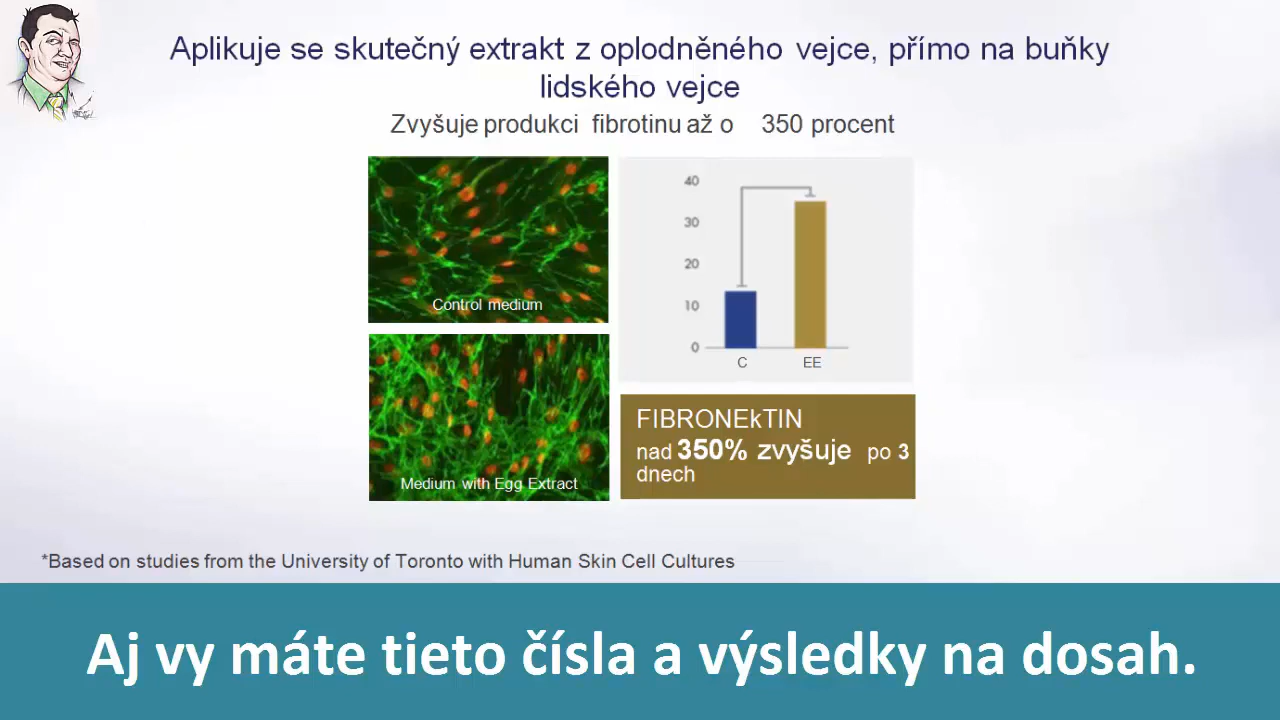 Aplikuje se skutečný extrakt z oplodněného vejce, přímo na buňky
lidského vejce
Zvyšuje produkci fibrotinu až o 350 procent
Control medium
Medium with Egg Extract
40
30
20
10
0
C EE
FIBRONEkTIN
nad 350% zvyšuje po 3
dnech
*Based on studies from the University of Toronto with Human Skin Cell Cultures
Aj vy máte tieto čísla a výsledky na dosah.